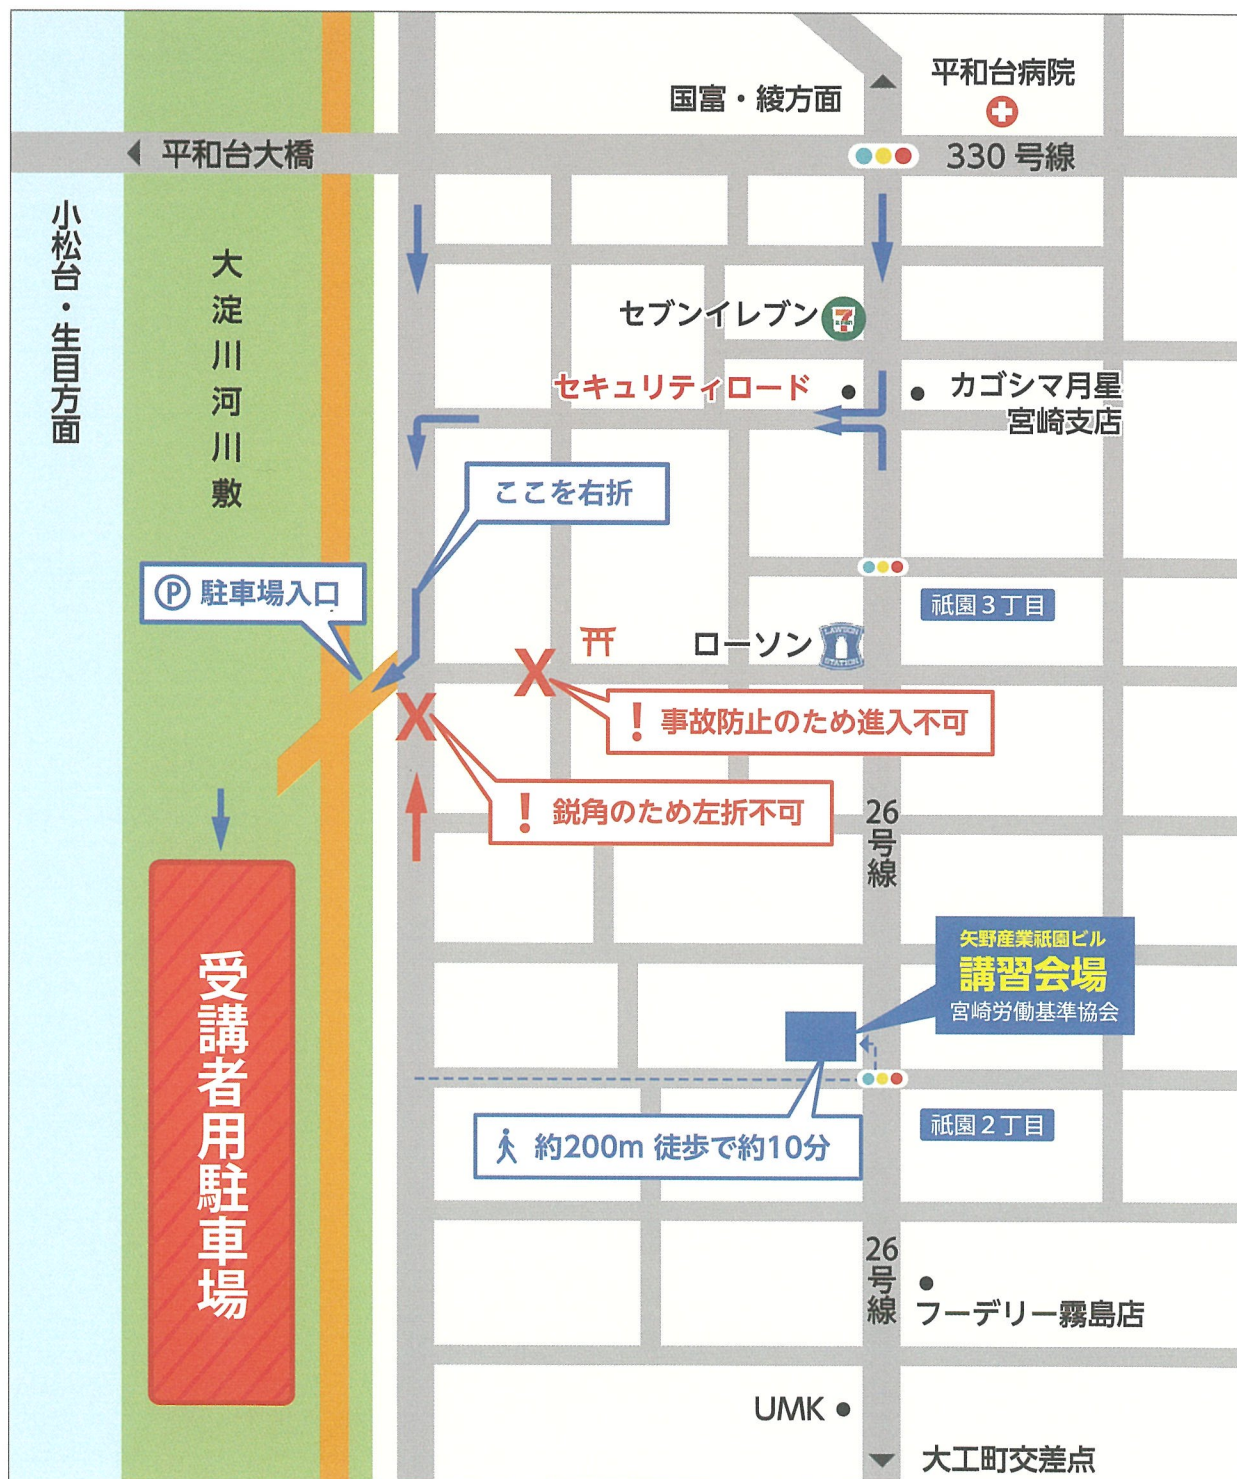 平和台病院
国富・綾方面
平和台大橋
330 号線
小松台・生目方面
大淀川河川敷
セブンイレブン
セキュリティロード
カゴシマ月星
宮崎支店
ここを右折
P 駐車場入口
祇園3丁目
ローソン
LAWSON
STATION
! 事故防止のため進入不可
! 鋭角のため左折不可
26号線
矢野産業祇園ビル
講習会場
宮崎労働基準協会
受講者用駐車場
約200m 徒歩で約10分
祇園2丁目
26号線
フーデリー霧島店
UMK
大工町交差点